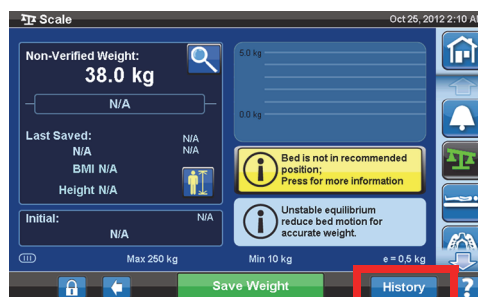 Scale
Oct 25, 2012 2:10 A
Non-Verified Weight:
38.0 kg
N/A
Last Saved:
N/A
N/A
N/A
BMI N/A
Height N/A
Initial:
N/A
N/A
5.0 kg
0.0 kg
Bed is not in recommended
position;
Press for more information
Unstable equilibrium
reduce bed motion for
accurate weight.
Max 250 kg
Min 10 kg
e = 0,5 kg
Save Weight
History
?